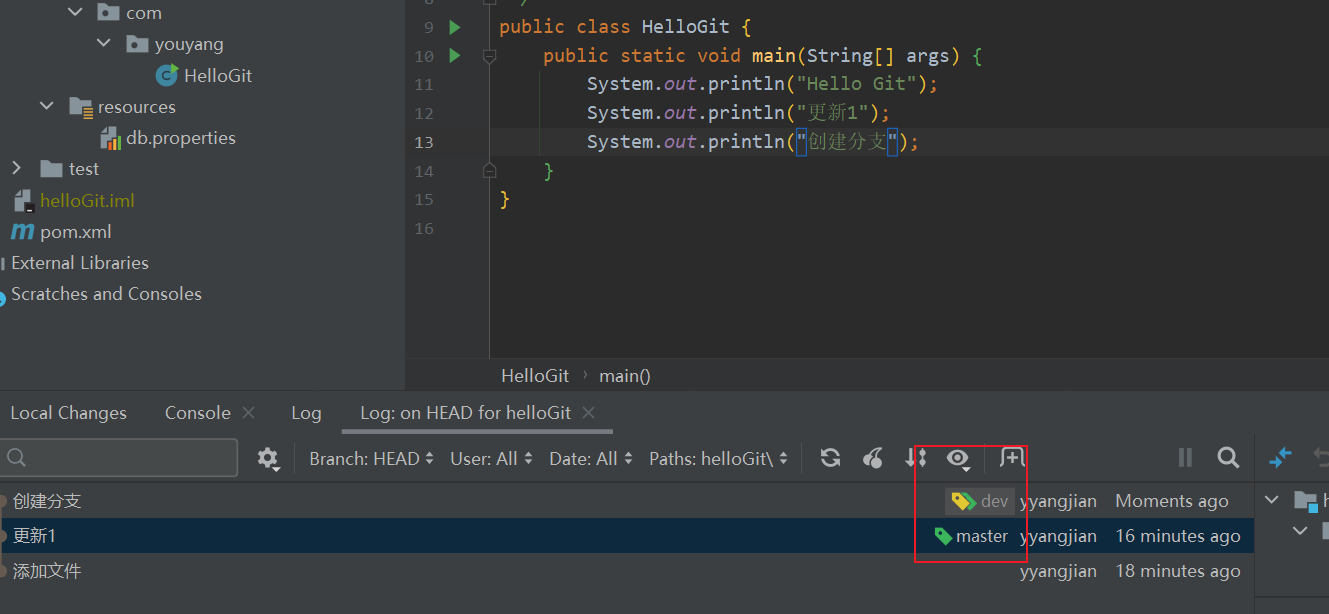 com
youyang
HelloGit
resources
db.properties
test
helloGit.iml
pom.xml
External Libraries
Scratches and Consoles
9 public class HelloGit {
10 public static void main(String[] args) {
11 System.out.println("Hello Git");
12 System.out.println("更新1");
13 System.out.println("创建分支");
14 }
15 }
16
HelloGit › main()
Local Changes Console Log Log: on HEAD for helloGit
Branch: HEAD User: All Date: All Paths: helloGit\
创建分支 dev yyangjian Moments ago
更新1 master yyangjian 16 minutes ago
添加文件 yyangjian 18 minutes ago